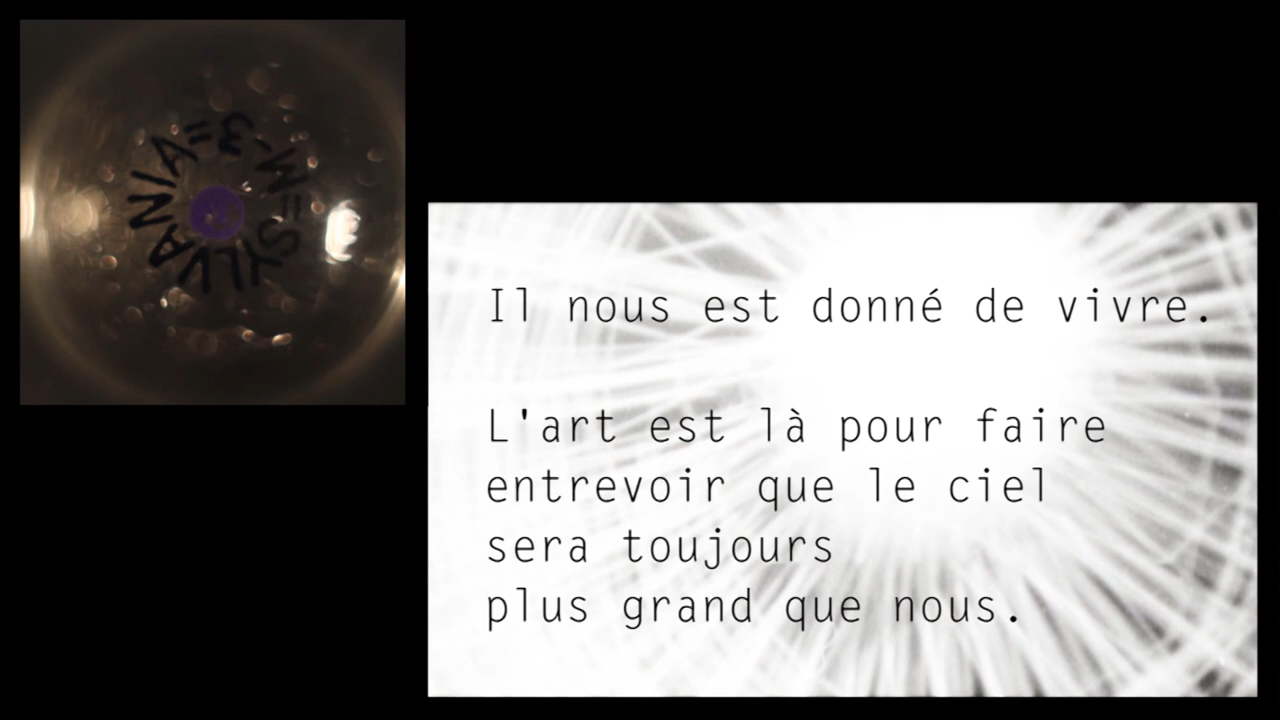 SYLVANIA=3-M=
Il nous est donné de vivre.
L'art est là pour faire
entrevoir que le ciel
sera toujours
plus grand que nous.